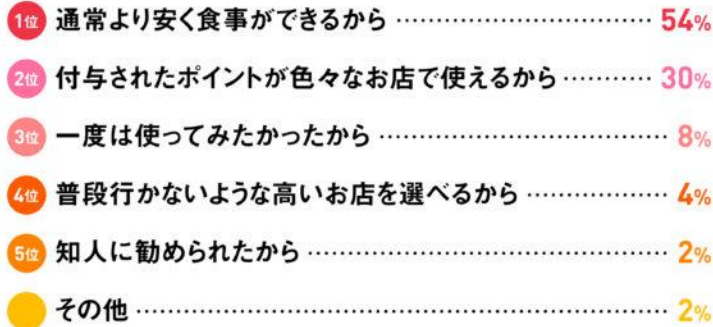 1位 通常より安く食事ができるから ………………………… 54%
2位 付与されたポイントが色々なお店で使えるから ………… 30%
3位 一度は使ってみたかったから ………………………… 8%
4位 普段行かないような高いお店を選べるから ……………… 4%
5位 知人に勧められたから ………………………………… 2%
その他 ………………………………………………… 2%